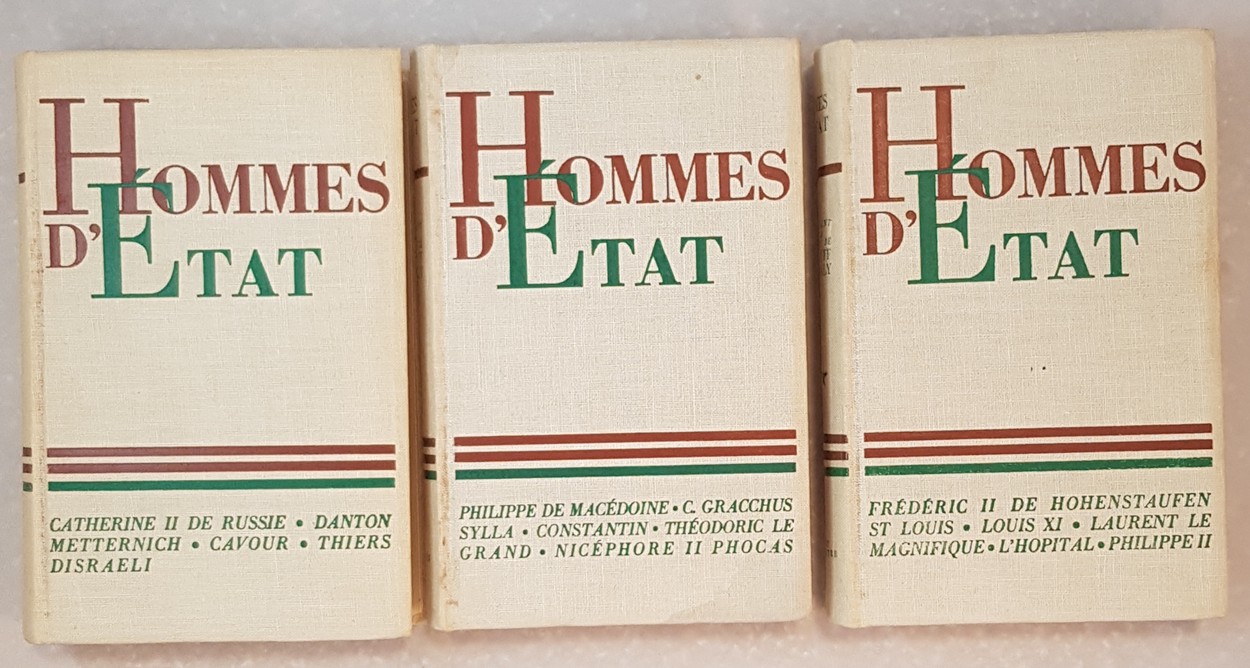 HOMMES
D'ÉTAT
CATHERINE II DE RUSSIE • DANTON
METTERNICH • CAVOUR • THIERS
DISRAELI
HOMMES
D'ÉTAT
PHILIPPE DE MACÉDOINE • C. GRACCHUS
SYLLA • CONSTANTIN • THÉODORIC LE
GRAND • NICÉPHORE II PHOCAS
HOMMES
D'ÉTAT
FRÉDÉRIC II DE HOHENSTAUFEN
ST LOUIS • LOUIS XI • LAURENT LE
MAGNIFIQUE • L'HOPITAL • PHILIPPE II